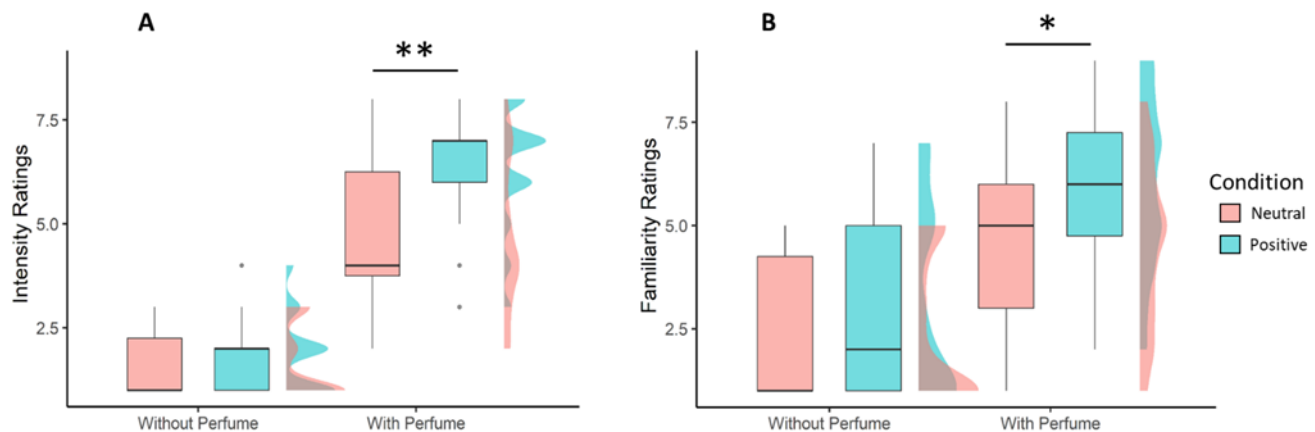 A
**
Intensity Ratings
7.5
5.0
2.5
Without Perfume
With Perfume
B
*
Familiarity Ratings
7.5
5.0
2.5
Without Perfume
With Perfume
Condition
Neutral
Positive